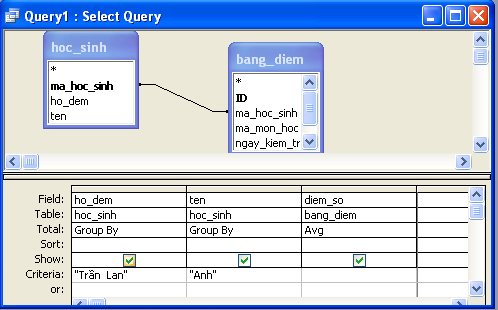 Query1 : Select Query
hoc_sinh
*
ma_hoc_sinh
ho_dem
ten
bang_diem
*
ID
ma_hoc_sinh
ma_mon_hoc
ngay_kiem_tr
Field: ho_dem ten diem_so
Table: hoc_sinh hoc_sinh bang_diem
Total: Group By Group By Avg
Sort:
Show:
Criteria: "Trần Lan" "Anh"
or: